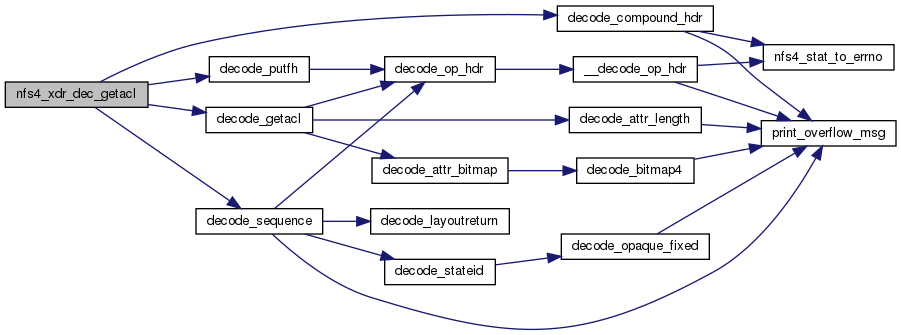 nfs4_xdr_dec_getacl
decode_compound_hdr
decode_putfh
decode_getacl
decode_sequence
decode_op_hdr
decode_attr_bitmap
decode_layoutreturn
decode_stateid
__decode_op_hdr
decode_attr_length
decode_bitmap4
decode_opaque_fixed
nfs4_stat_to_errno
print_overflow_msg